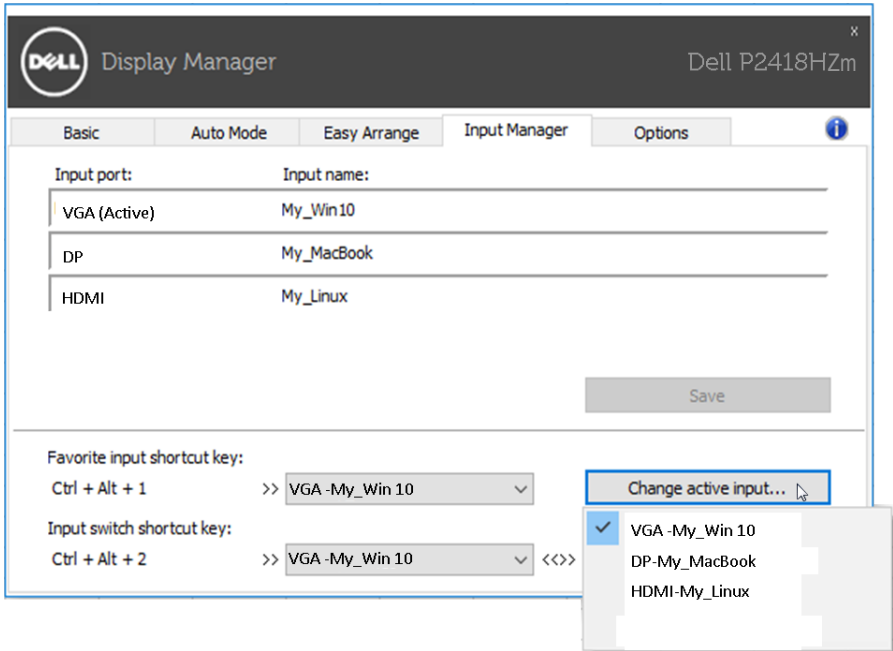 x
DELL Display Manager Dell P2418HZm
Basic Auto Mode Easy Arrange Input Manager Options i
Input port: Input name:
VGA (Active) My_Win10
DP My_MacBook
HDMI My_Linux
Save
Favorite input shortcut key:
Ctrl + Alt + 1 >> VGA -My_Win 10 Change active input...
Input switch shortcut key:
VGA -My_Win 10
Ctrl + Alt + 2 >> VGA -My_Win 10 <<>>
DP-My_MacBook
HDMI-My_Linux